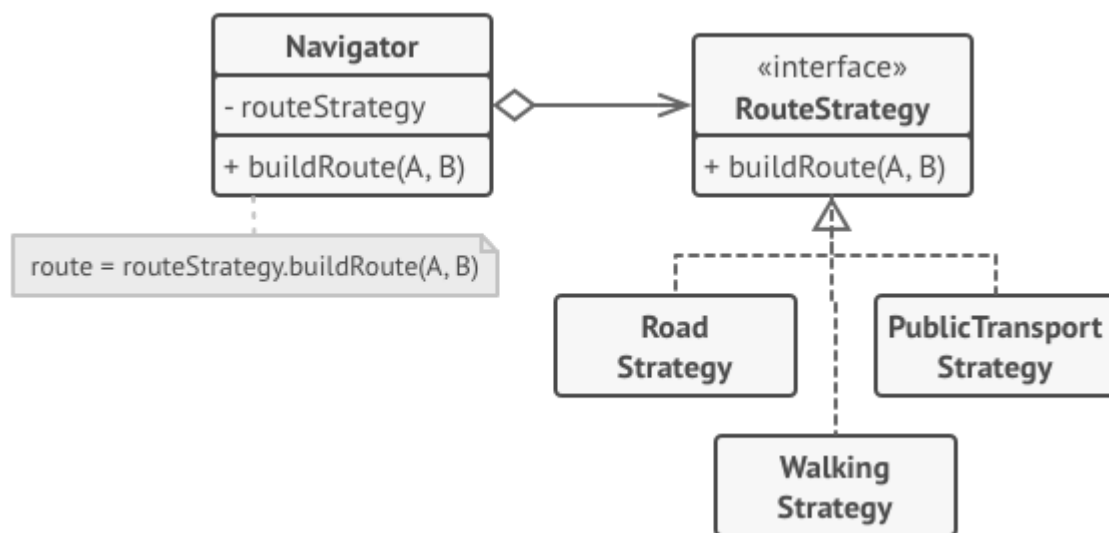 Navigator
- routeStrategy
+ buildRoute(A, B)
route = routeStrategy.buildRoute(A, B)
«interface»
RouteStrategy
+ buildRoute(A, B)
Road
Strategy
PublicTransport
Strategy
Walking
Strategy